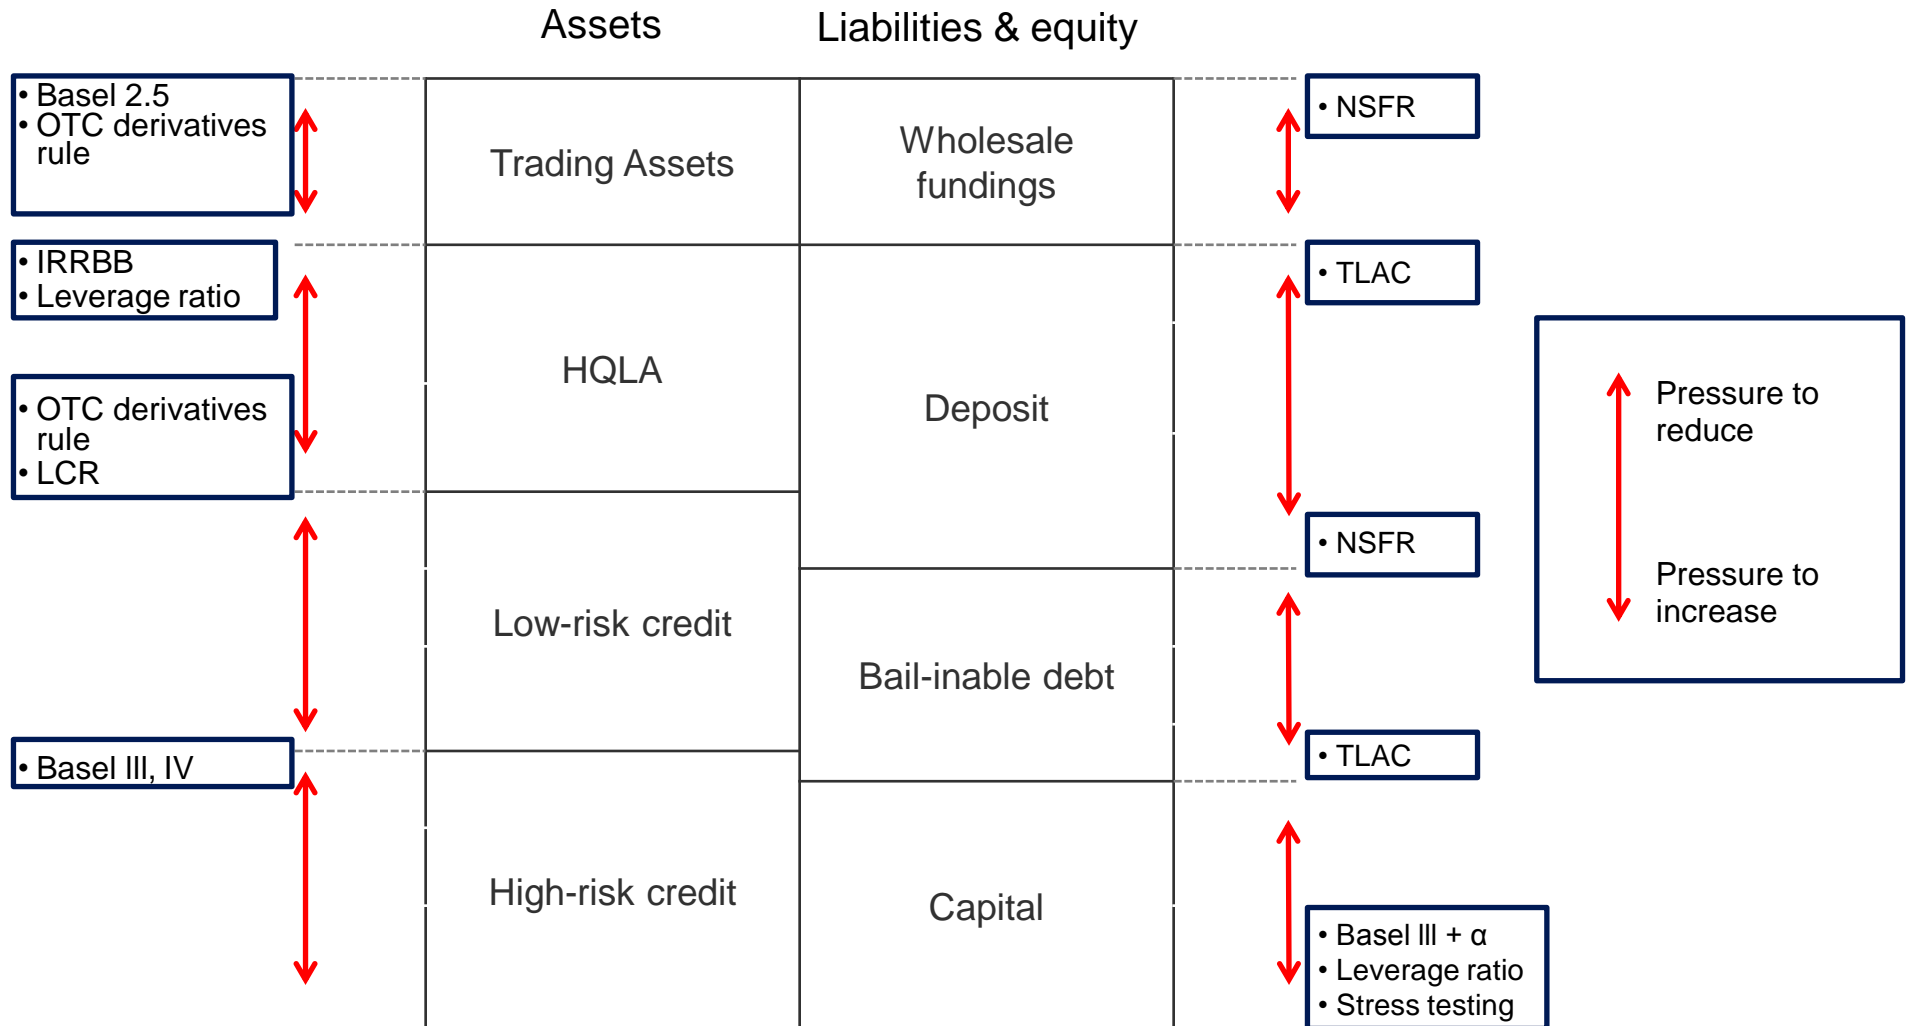 Assets
Liabilities & equity
• Basel 2.5
• OTC derivatives
rule
Trading Assets
Wholesale
fundings
• NSFR
• IRRBB
• Leverage ratio
• OTC derivatives
rule
• LCR
HQLA
Deposit
• TLAC
• NSFR
Low-risk credit
Bail-inable debt
• TLAC
• Basel III, IV
High-risk credit
Capital
• Basel III + α
• Leverage ratio
• Stress testing
Pressure to
reduce
Pressure to
increase